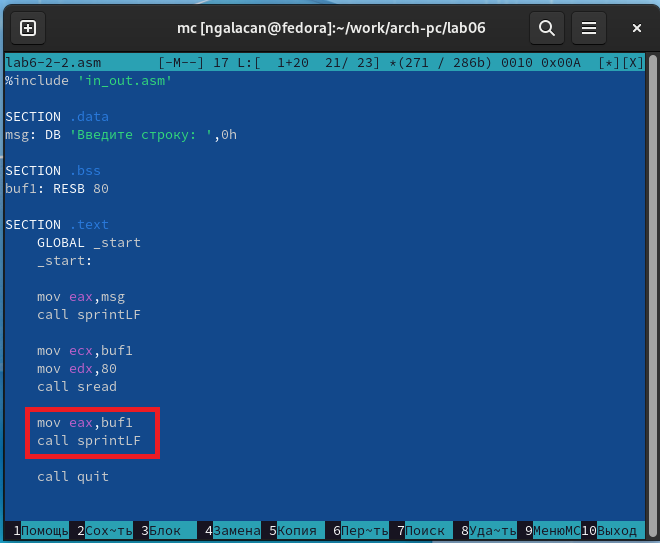 mc [ngalacan@fedora]:~/work/arch-pc/lab06
lab6-2-2.asm [-M--] 17 L:[ 1+20 21/ 23] *(271 / 286b) 0010 0x00A [*][X]
%include 'in_out.asm'
SECTION .data
msg: DB 'Введите строку: ',0h
SECTION .bss
buf1: RESB 80
SECTION .text
GLOBAL _start
_start:
mov eax,msg
call sprintLF
mov ecx,buf1
mov edx,80
call sread
mov eax,buf1
call sprintLF
call quit
1Помощь 2Сох~ть 3Блок 4Замена 5Копия 6Пер~ть 7Поиск 8Уда~ть 9МенюMC 10Выход